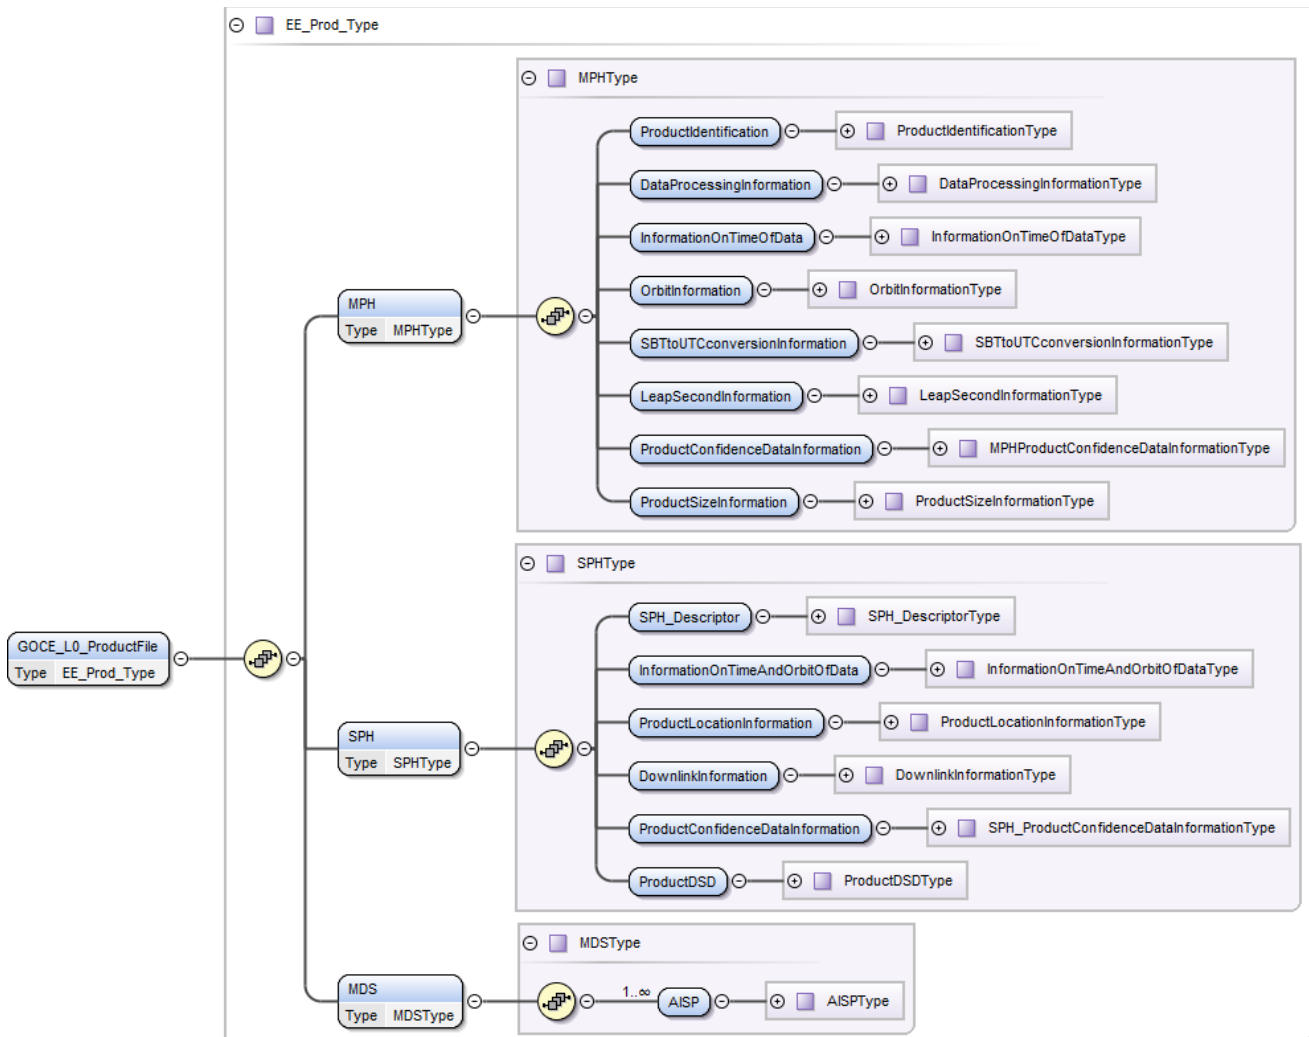 EE_Prod_Type
MPHType
ProductIdentification
ProductIdentificationType
DataProcessingInformation
DataProcessingInformationType
InformationOnTimeOfData
InformationOnTimeOfDataType
OrbitInformation
OrbitInformationType
MPH
Type MPHType
SBTtoUTCconversionInformation
SBTtoUTCconversionInformationType
LeapSecondInformation
LeapSecondInformationType
ProductConfidenceDataInformation
MPHProductConfidenceDataInformationType
ProductSizeInformation
ProductSizeInformationType
SPHType
SPH_Descriptor
SPH_DescriptorType
GOCE_L0_ProductFile
Type EE_Prod_Type
InformationOnTimeAndOrbitOfData
InformationOnTimeAndOrbitOfDataType
ProductLocationInformation
ProductLocationInformationType
SPH
Type SPHType
DownlinkInformation
DownlinkInformationType
ProductConfidenceDataInformation
SPH_ProductConfidenceDataInformationType
ProductDSD
ProductDSDType
MDSType
MDS
Type MDSType
1..∞
AISP
AISPType